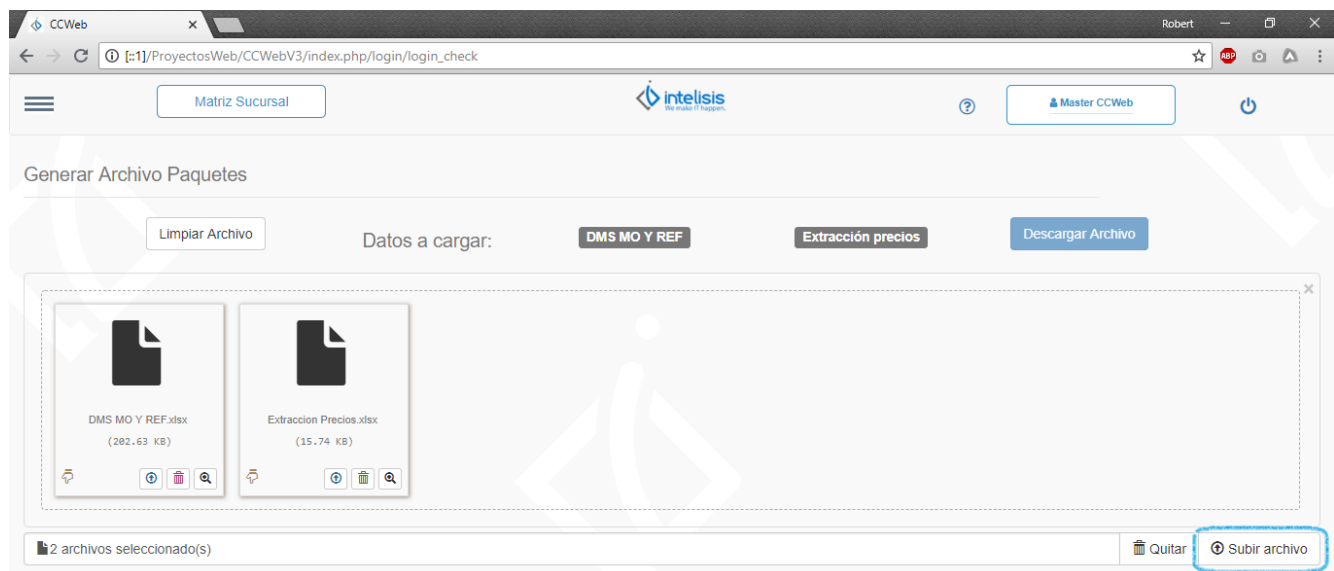 CCWeb
Robert
[::1]/ProyectosWeb/CCWebV3/index.php/login/login_check
ABP
Matriz Sucursal
intelisis
We make IT happen.
Master CCWeb
Generar Archivo Paquetes
Limpiar Archivo
Datos a cargar:
DMS MO Y REF
Extracción precios
Descargar Archivo
DMS MO Y REF.xlsx
(202.63 KB)
Extraccion Precios.xlsx
(15.74 KB)
2 archivos seleccionado(s)
Quitar
Subir archivo